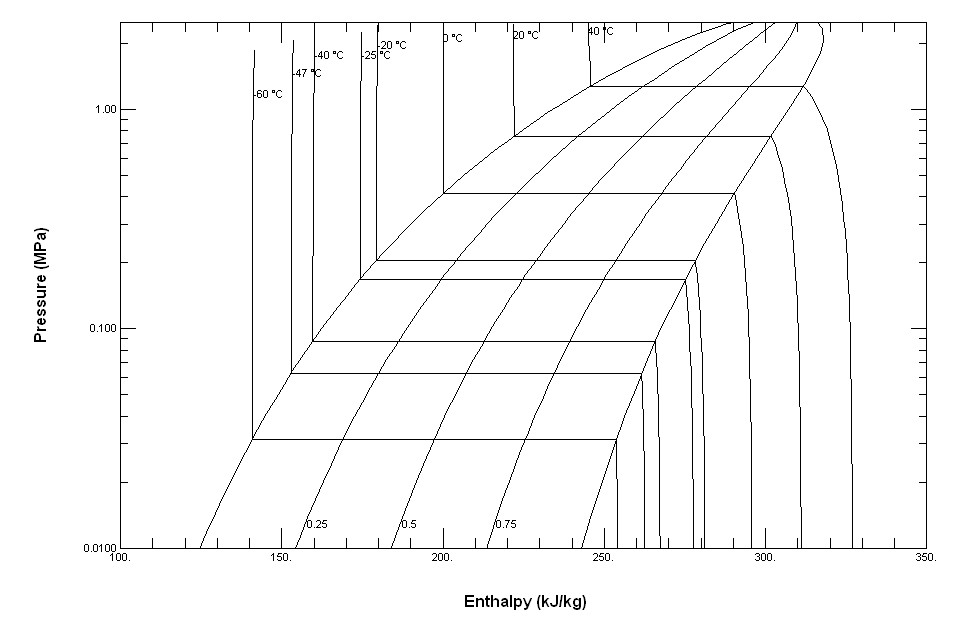 40 °C
20 °C
0 °C
-20 °C
-40 °C
-25 °C
-47 °C
-60 °C
1.00
Pressure (MPa)
0.100
0.25
0.5
0.75
0.0100
100.
150.
200.
250.
300.
350.
Enthalpy (kJ/kg)